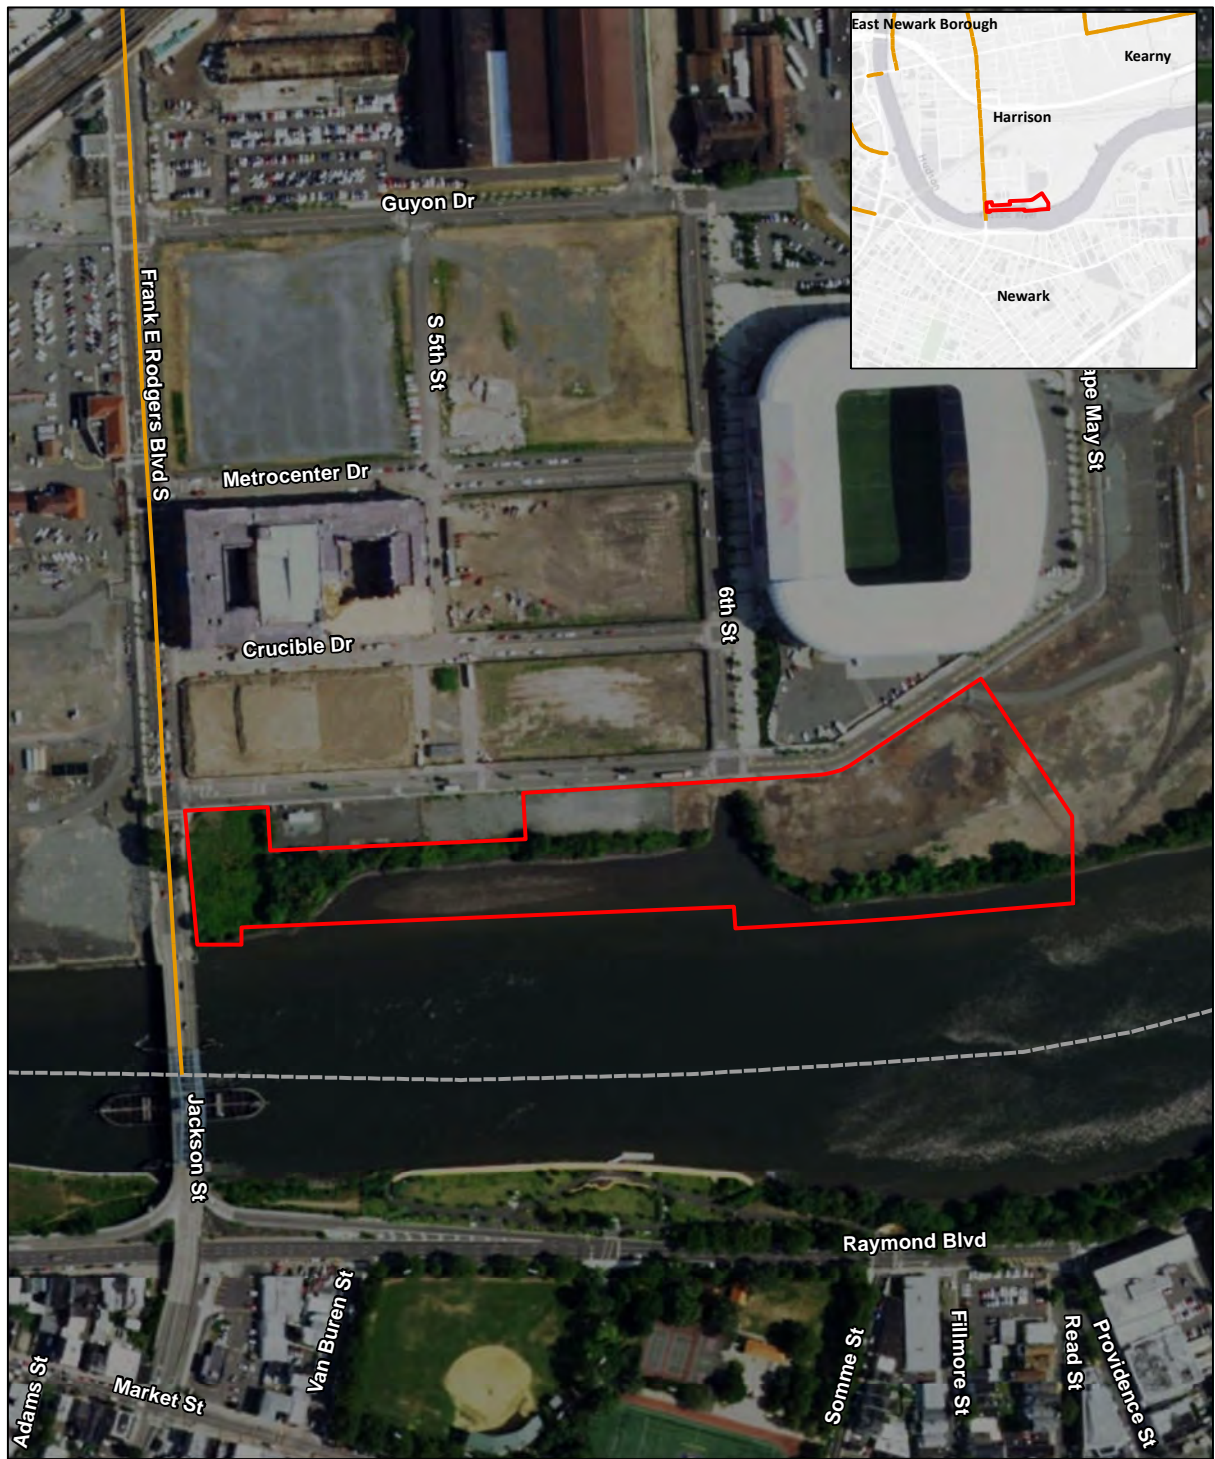 East Newark Borough
Kearny
Harrison
Hudson
Newark
Guyon Dr
Frank E Rodgers Blvd S
S 5th St
ape May St
Metrocenter Dr
6th St
Crucible Dr
Jackson St
Raymond Blvd
Van Buren St
Adams St
Market St
Somme St
Fillmore St
Read St
Providence St